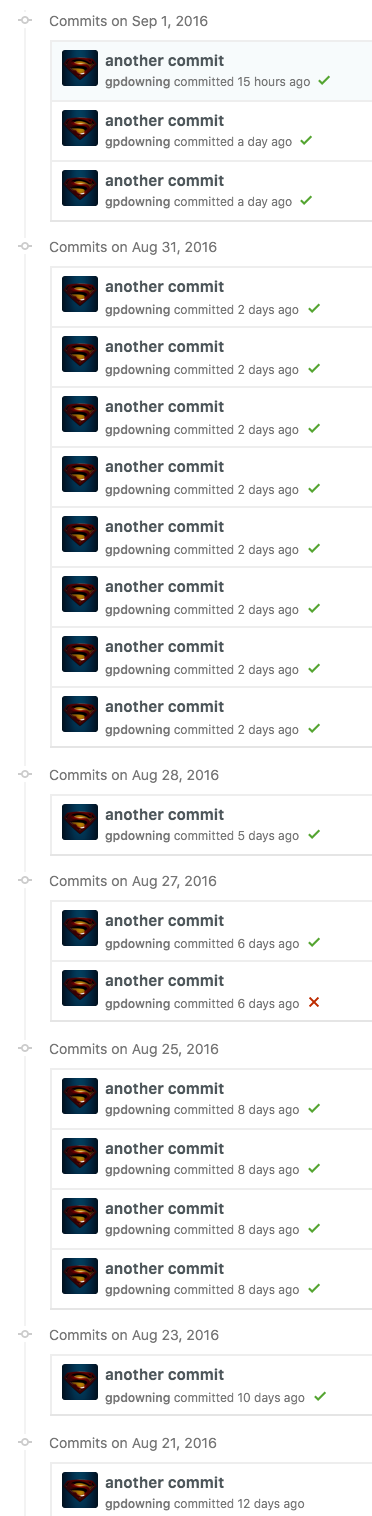 Commits on Sep 1, 2016
another commit
gpdowning committed 15 hours ago
another commit
gpdowning committed a day ago
another commit
gpdowning committed a day ago
Commits on Aug 31, 2016
another commit
gpdowning committed 2 days ago
another commit
gpdowning committed 2 days ago
another commit
gpdowning committed 2 days ago
another commit
gpdowning committed 2 days ago
another commit
gpdowning committed 2 days ago
another commit
gpdowning committed 2 days ago
another commit
gpdowning committed 2 days ago
another commit
gpdowning committed 2 days ago
Commits on Aug 28, 2016
another commit
gpdowning committed 5 days ago
Commits on Aug 27, 2016
another commit
gpdowning committed 6 days ago
another commit
gpdowning committed 6 days ago
Commits on Aug 25, 2016
another commit
gpdowning committed 8 days ago
another commit
gpdowning committed 8 days ago
another commit
gpdowning committed 8 days ago
another commit
gpdowning committed 8 days ago
Commits on Aug 23, 2016
another commit
gpdowning committed 10 days ago
Commits on Aug 21, 2016
another commit
gpdowning committed 12 days ago